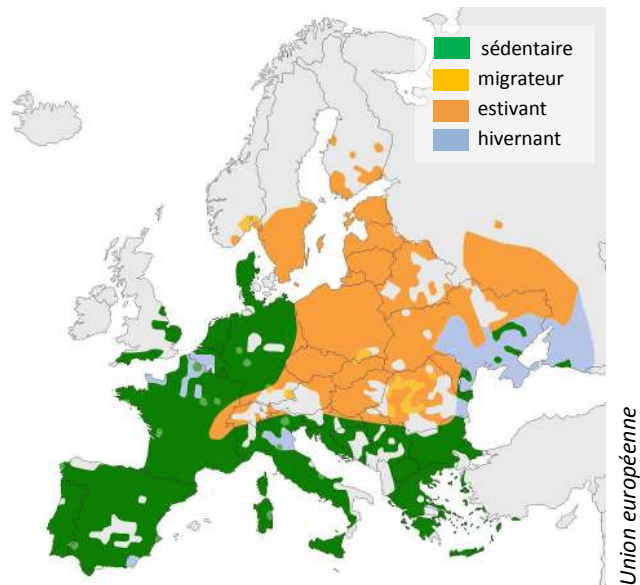 sédentaire
migrateur
estivant
hivernant
Union européenne